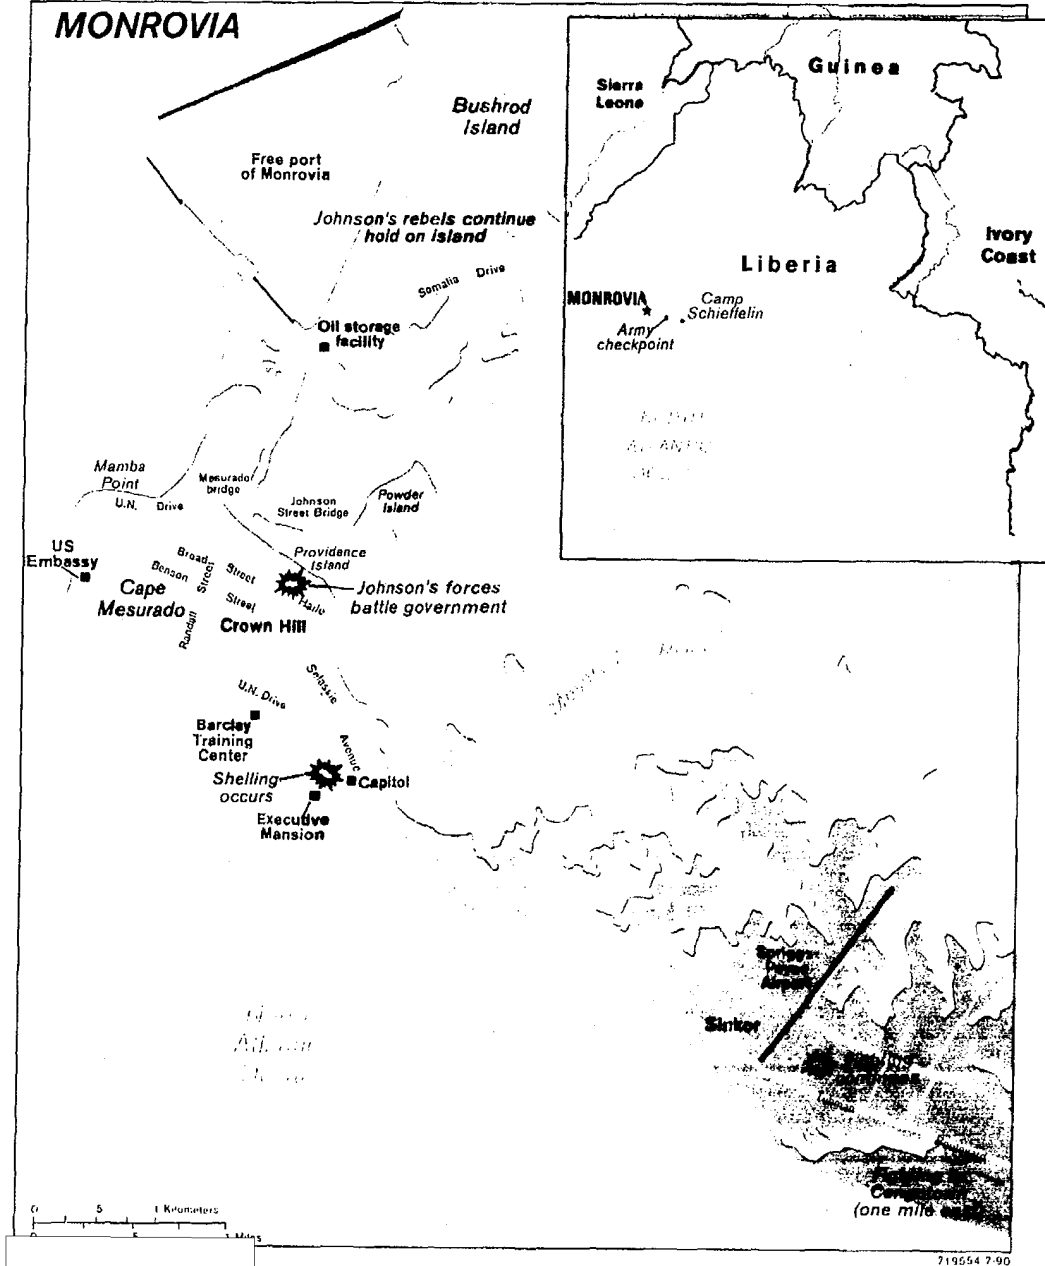 MONROVIA
Bushrod
Island
Free port
of Monrovia
Johnson's rebels continue
hold on island
Somalia Drive
Oil storage
facility
Mamba
Point
U.N. Drive
Mesurado
bridge
Johnson
Street Bridge
Powder
Island
US
Embassy
Broad Street
Benson Street
Randall Street
Cape
Mesurado
Providence
Island
Johnson's forces
battle government
Crown Hill
Haile Selassie Avenue
U.N. Drive
Barclay
Training
Center
Shelling
occurs
Capitol
Executive
Mansion
Airport
Sinkor
(one mile
0 .5 1 Kilometers
0 .5 1 Miles
719554 7-90
Guinea
Sierra
Leone
Ivory
Coast
Liberia
MONROVIA
Camp
Schieffelin
Army
checkpoint